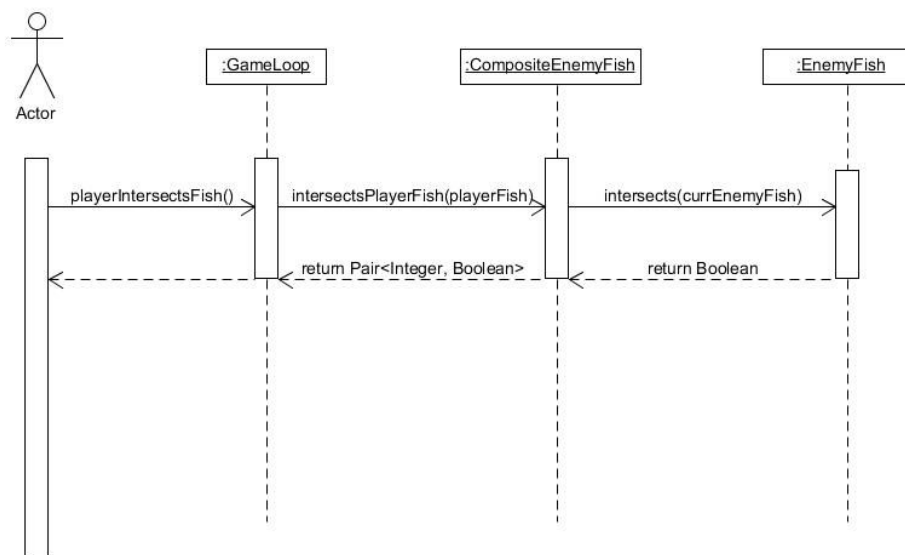 :GameLoop
:CompositeEnemyFish
:EnemyFish
Actor
playerIntersectsFish()
intersectsPlayerFish(playerFish)
intersects(currEnemyFish)
return Pair<Integer, Boolean>
return Boolean